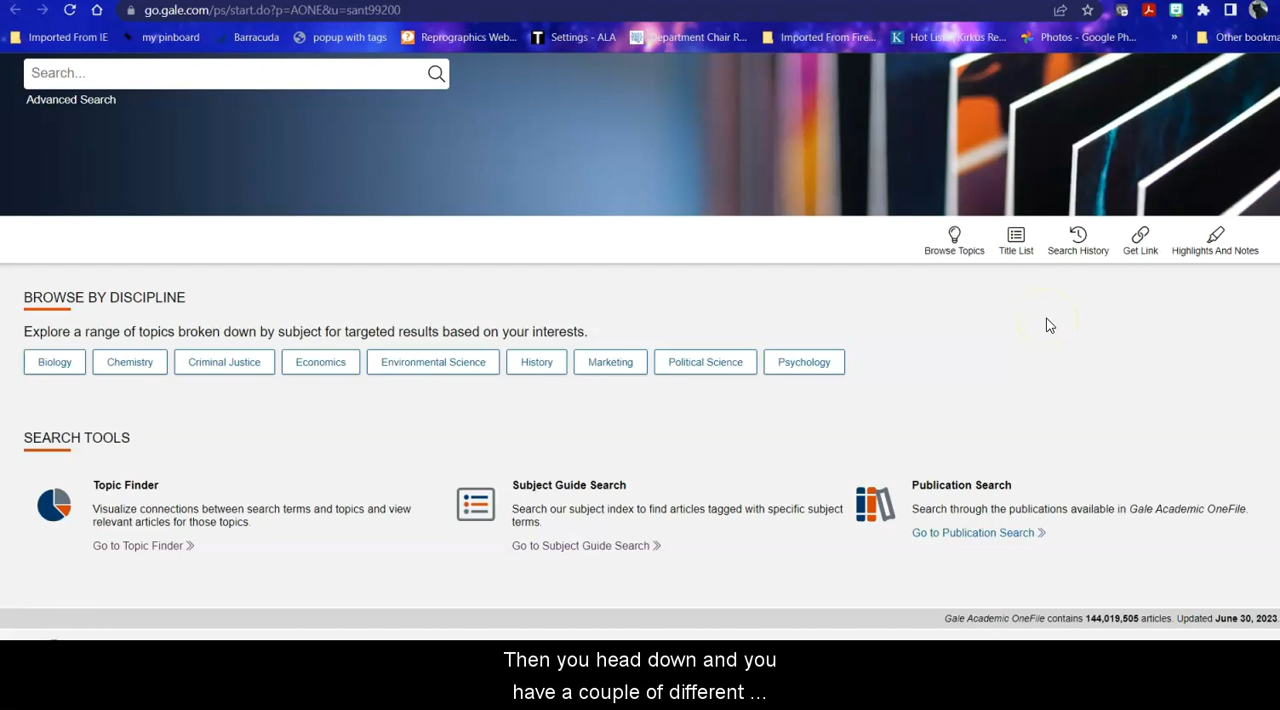 go.gale.com/ps/start.do?p=AONE&u=sant99200
Imported From IE
my pinboard
Barracuda
popup with tags
Reprographics Web...
Settings - ALA
Department Chair R...
Imported From Fire...
Hot List | Kirkus Re...
Photos - Google Ph...
»
Other bookma
Search...
Advanced Search
Browse Topics
Title List
Search History
Get Link
Highlights And Notes
BROWSE BY DISCIPLINE
Explore a range of topics broken down by subject for targeted results based on your interests.
Biology
Chemistry
Criminal Justice
Economics
Environmental Science
History
Marketing
Political Science
Psychology
SEARCH TOOLS
Topic Finder
Visualize connections between search terms and topics and view
relevant articles for those topics.
Go to Topic Finder »
Subject Guide Search
Search our subject index to find articles tagged with specific subject
terms.
Go to Subject Guide Search »
Publication Search
Search through the publications available in Gale Academic OneFile.
Go to Publication Search »
Gale Academic OneFile contains 144,019,505 articles. Updated June 30, 2023
Then you head down and you
have a couple of different ...